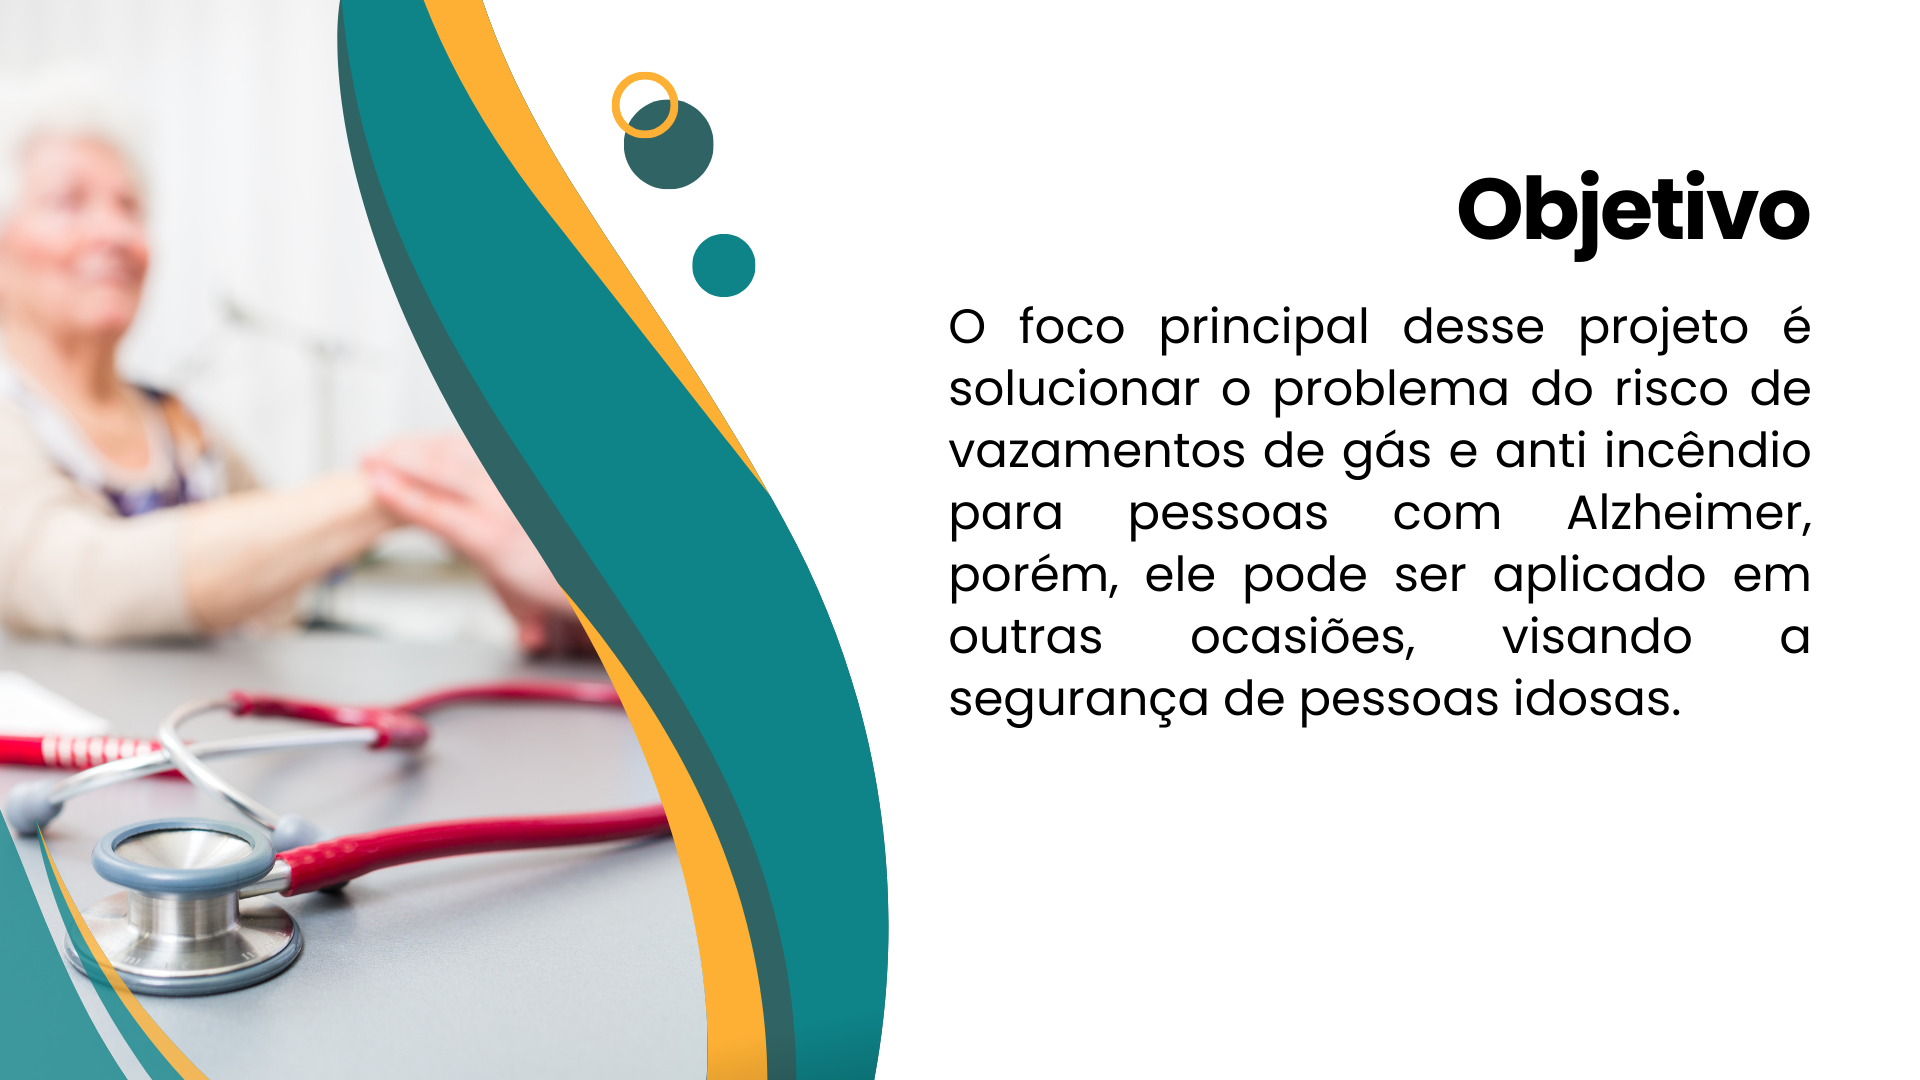 Objetivo
O foco principal desse projeto é
solucionar o problema do risco de
vazamentos de gás e anti incêndio
para pessoas com Alzheimer,
porém, ele pode ser aplicado em
outras ocasiões, visando a
segurança de pessoas idosas.